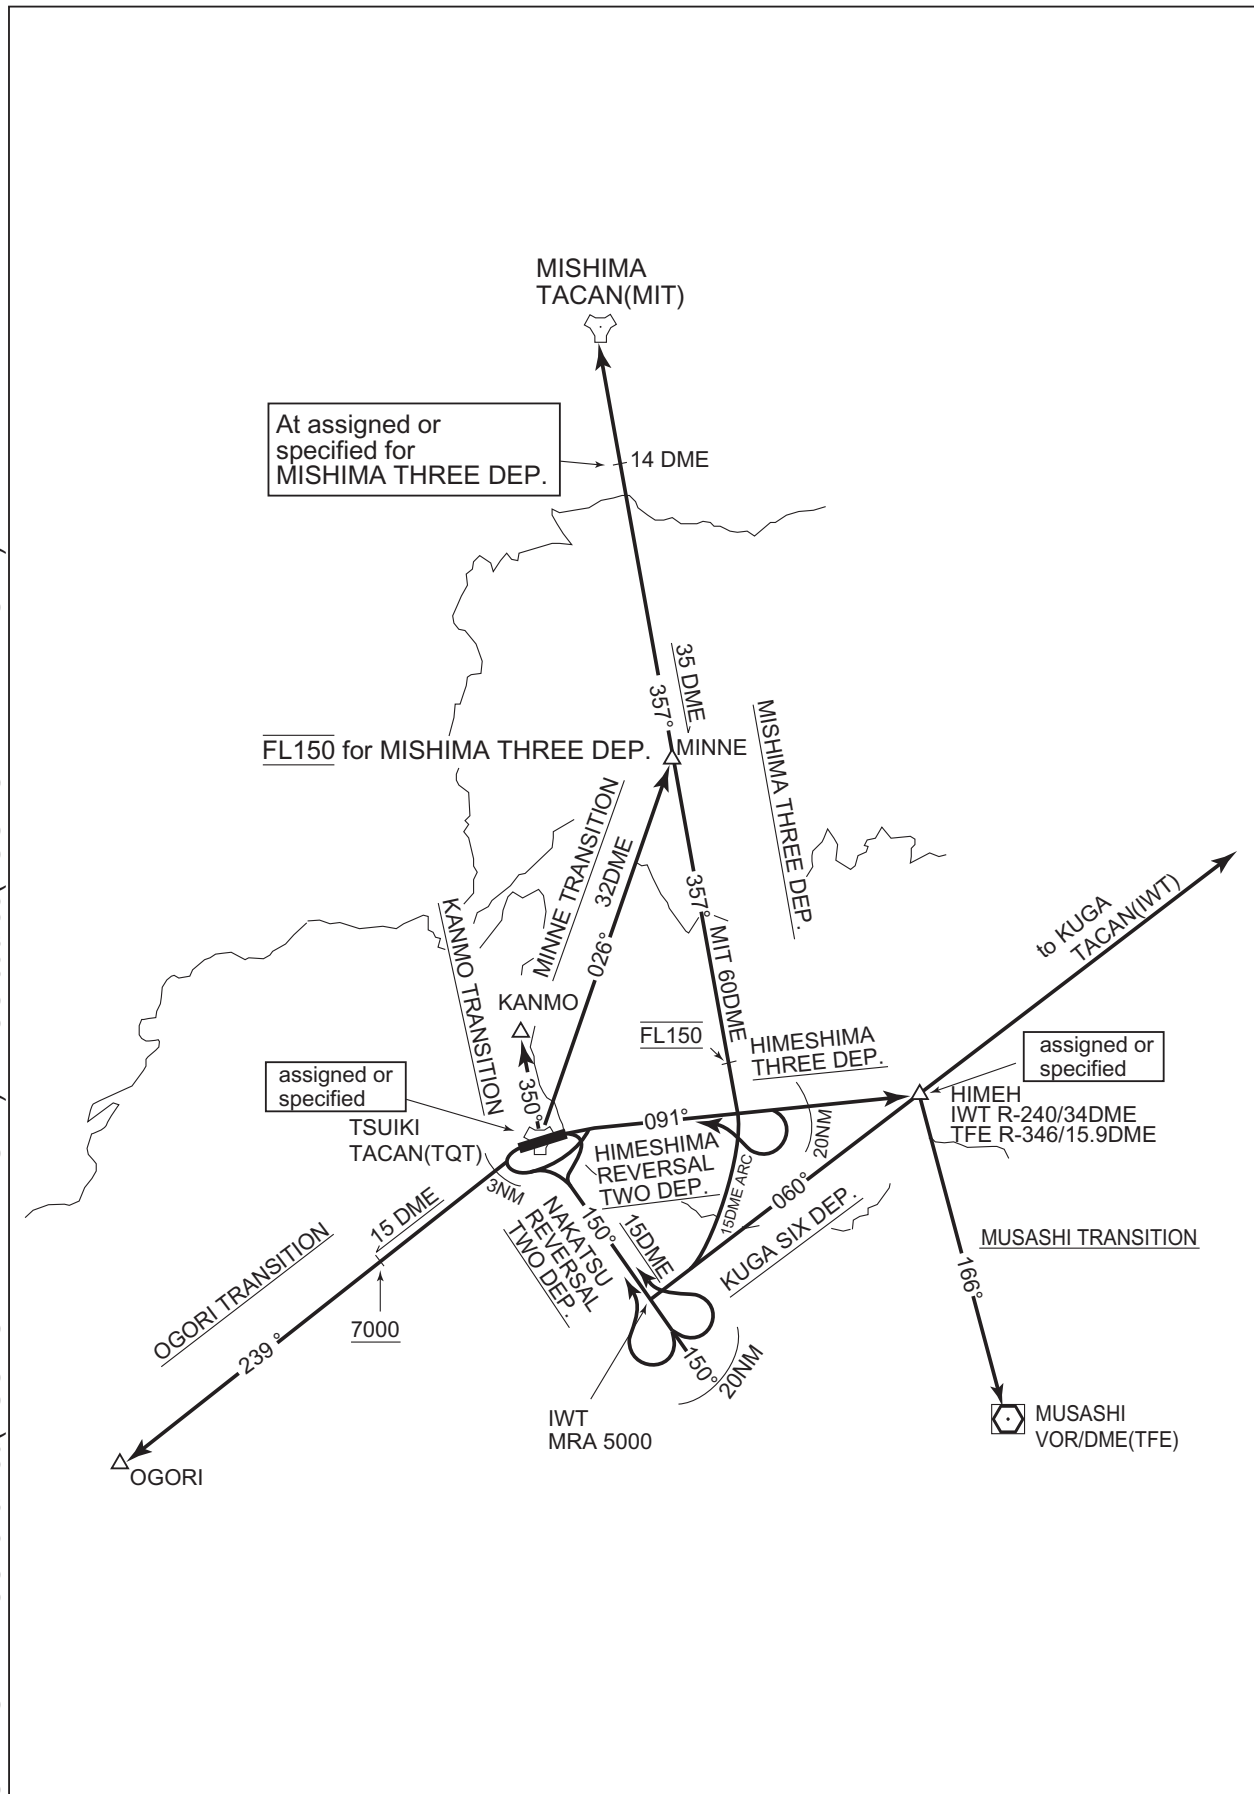 MISHIMA
TACAN(MIT)
At assigned or
specified for
MISHIMA THREE DEP.
14 DME
35 DME
357°
MINNE
FL150 for MISHIMA THREE DEP.
MISHIMA THREE DEP.
MINNE TRANSITION
32DME
026°
KANMO TRANSITION
357°
MIT 60DME
to KUGA
TACAN(IWT)
KANMO
350°
FL150
HIMESHIMA
THREE DEP.
assigned or
specified
assigned or
specified
HIMEH
IWT R-240/34DME
TFE R-346/15.9DME
TSUIKI
TACAN(TQT)
091°
20NM
HIMESHIMA
REVERSAL
TWO DEP.
3NM
15DME ARC
060°
KUGA SIX DEP.
NAKATSU
REVERSAL
TWO DEP.
150°
15DME
15 DME
OGORI TRANSITION
7000
239°
MUSASHI TRANSITION
166°
150°
20NM
IWT
MRA 5000
MUSASHI
VOR/DME(TFE)
OGORI